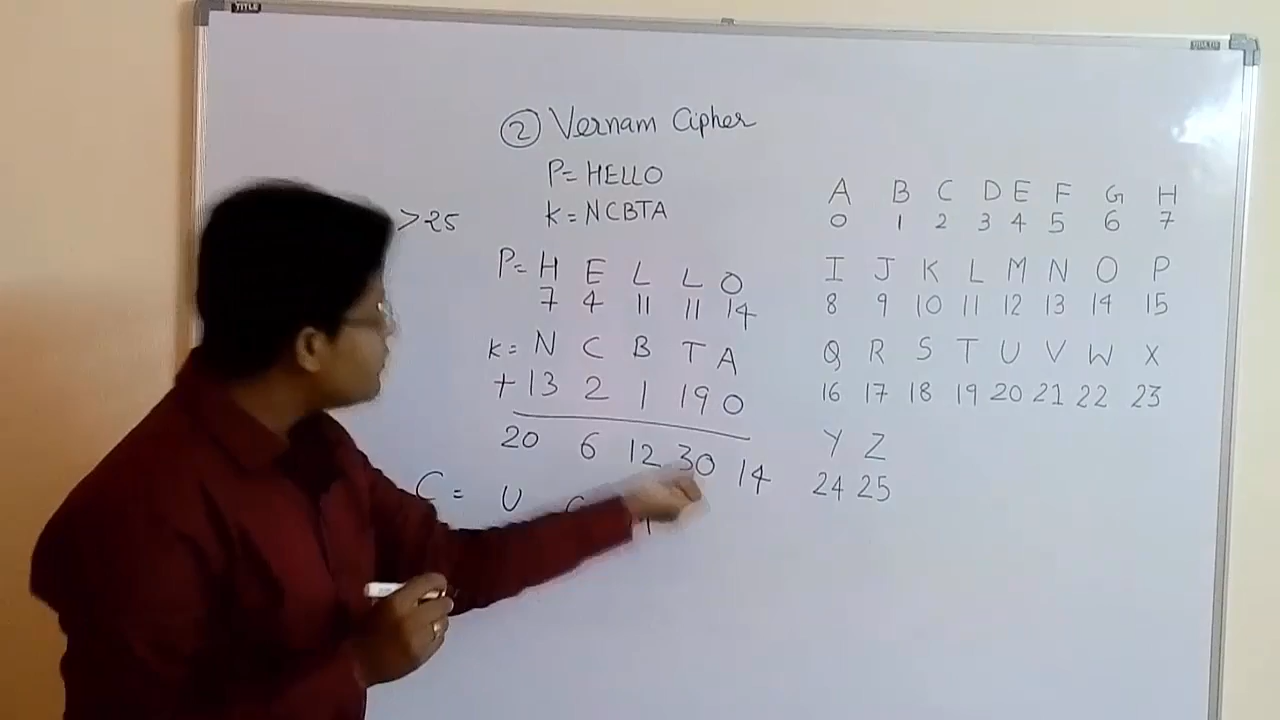 ② Vernam Cipher
P= HELLO
K = NCBTA
>25
P= H E L L O
7 4 11 11 14
K= N C B T A
+ 13 2 1 19 0
20 6 12 30 14
C = U
A B C D E F G H
0 1 2 3 4 5 6 7
I J K L M N O P
8 9 10 11 12 13 14 15
Q R S T U V W X
16 17 18 19 20 21 22 23
Y Z
24 25